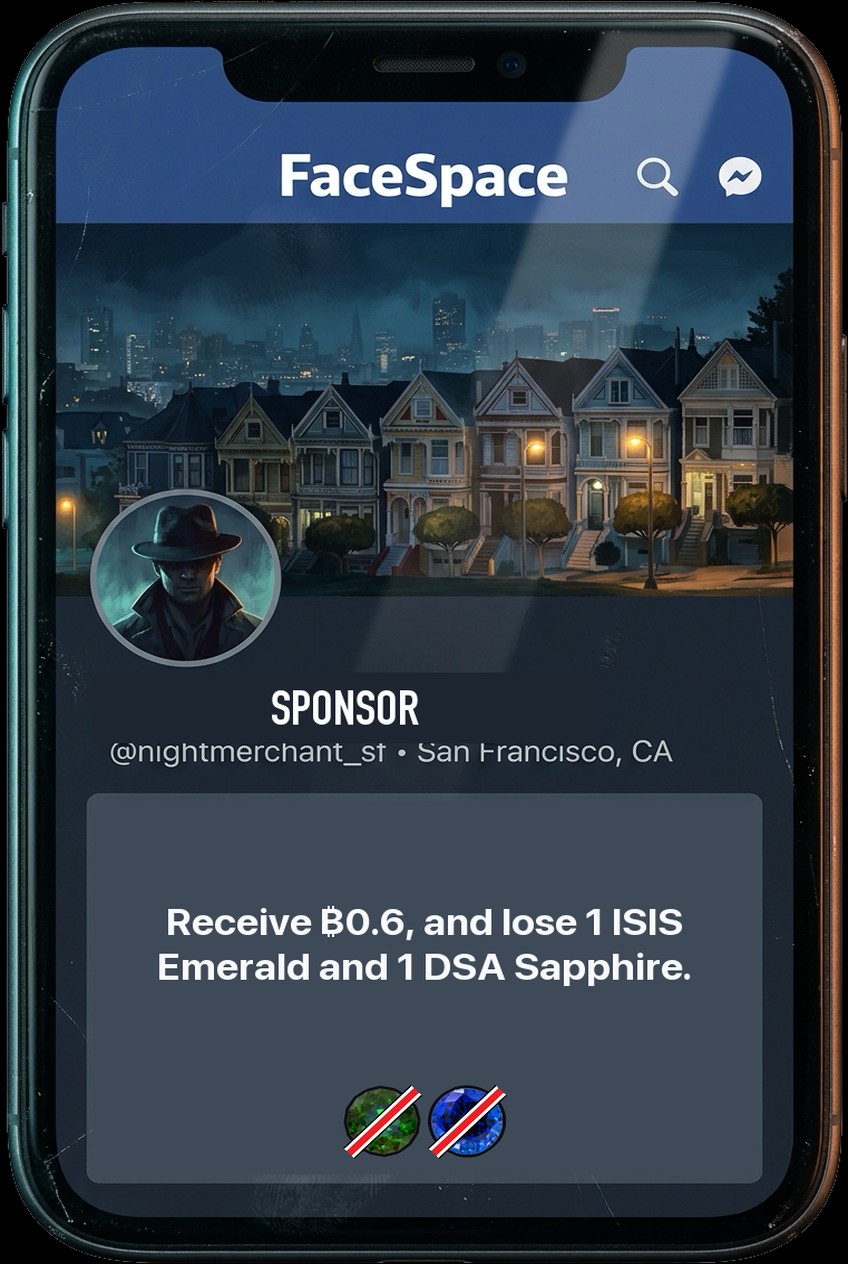 FaceSpace
SPONSOR
@nightmerchant_sf • San Francisco, CA
Receive ₿0.6, and lose 1 ISIS
Emerald and 1 DSA Sapphire.